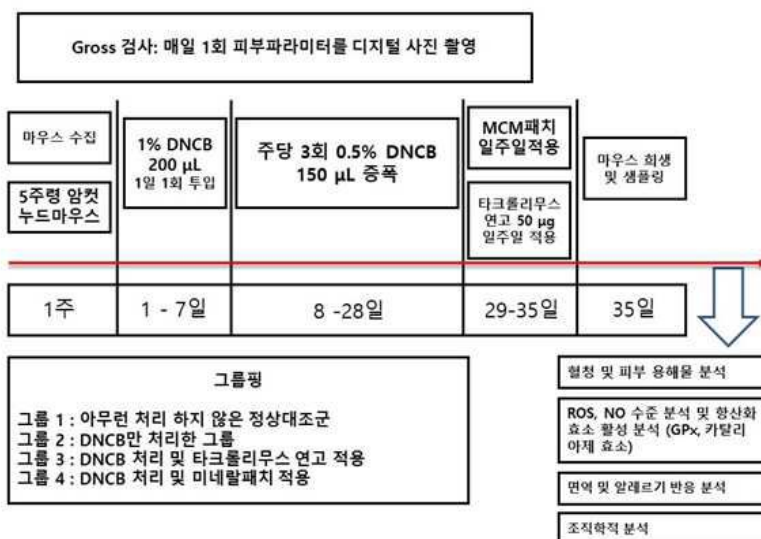 Gross 검사: 매일 1회 피부파라미터를 디지털 사진 촬영
마우스 수집
5주령 암컷
누드마우스
1% DNCB
200 μL
1일 1회 투입
주당 3회 0.5% DNCB
150 μL 증폭
MCM패치
일주일적용
타크롤리무스
연고 50 μg
일주일 적용
마우스 희생
및 샘플링
1주
1 - 7일
8 -28일
29-35일
35일
그룹핑
그룹 1 : 아무런 처리 하지 않은 정상대조군
그룹 2 : DNCB만 처리한 그룹
그룹 3 : DNCB 처리 및 타크롤리무스 연고 적용
그룹 4 : DNCB 처리 및 미네랄패치 적용
혈청 및 피부 용해물 분석
ROS, NO 수준 분석 및 항산화
효소 활성 분석 (GPx, 카탈리
아제 효소)
면역 및 알레르기 반응 분석
조직학적 분석